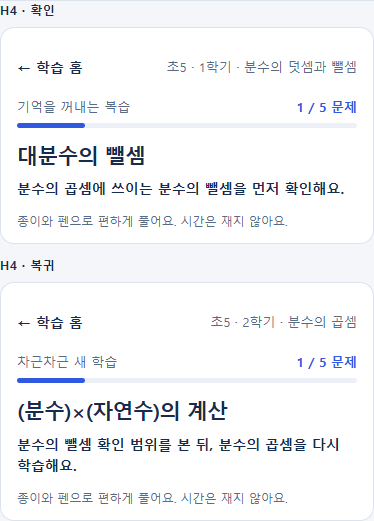 H4 · 확인
← 학습 홈
초5 · 1학기 · 분수의 덧셈과 뺄셈
기억을 꺼내는 복습
1 / 5 문제
대분수의 뺄셈
분수의 곱셈에 쓰이는 분수의 뺄셈을 먼저 확인해요.
종이와 펜으로 편하게 풀어요. 시간은 재지 않아요.
H4 · 복귀
← 학습 홈
초5 · 2학기 · 분수의 곱셈
차근차근 새 학습
1 / 5 문제
(분수)×(자연수)의 계산
분수의 뺄셈 확인 범위를 본 뒤, 분수의 곱셈을 다시
학습해요.
종이와 펜으로 편하게 풀어요. 시간은 재지 않아요.